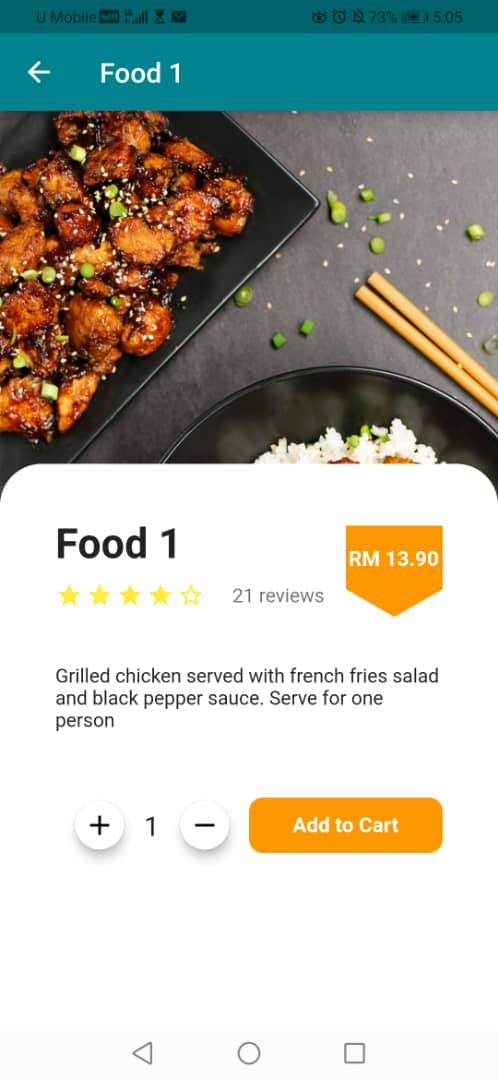 U Mobile VoLTE 73% 5:05
Food 1
Food 1
RM 13.90
21 reviews
Grilled chicken served with french fries salad
and black pepper sauce. Serve for one
person
+ 1 − Add to Cart